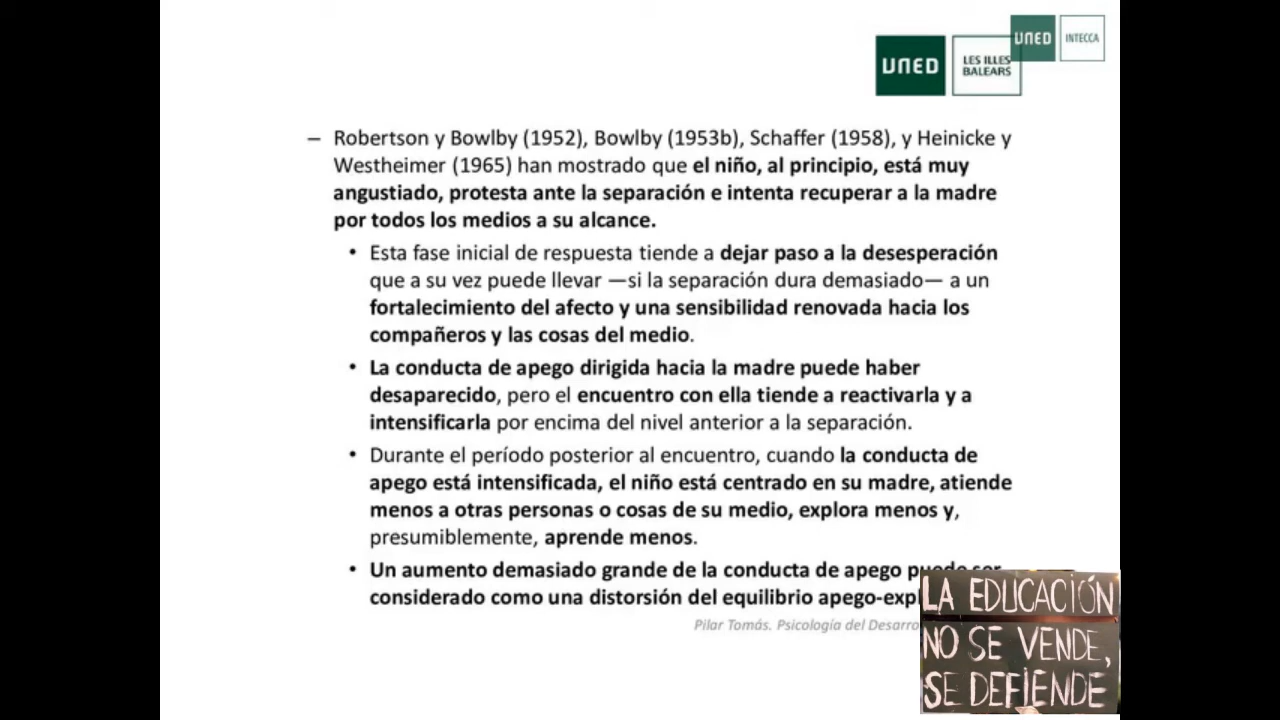 UNED
LES ILLES
BALEARS
UNED
INTECCA
– Robertson y Bowlby (1952), Bowlby (1953b), Schaffer (1958), y Heinicke y
Westheimer (1965) han mostrado que el niño, al principio, está muy
angustiado, protesta ante la separación e intenta recuperar a la madre
por todos los medios a su alcance.
• Esta fase inicial de respuesta tiende a dejar paso a la desesperación
que a su vez puede llevar —si la separación dura demasiado— a un
fortalecimiento del afecto y una sensibilidad renovada hacia los
compañeros y las cosas del medio.
• La conducta de apego dirigida hacia la madre puede haber
desaparecido, pero el encuentro con ella tiende a reactivarla y a
intensificarla por encima del nivel anterior a la separación.
• Durante el período posterior al encuentro, cuando la conducta de
apego está intensificada, el niño está centrado en su madre, atiende
menos a otras personas o cosas de su medio, explora menos y,
presumiblemente, aprende menos.
• Un aumento demasiado grande de la conducta de apego puede ser
considerado como una distorsión del equilibrio
Pilar Tomás. Psicología del
LA EDUCACIÓN
NO SE VENDE,
SE DEFIENDE